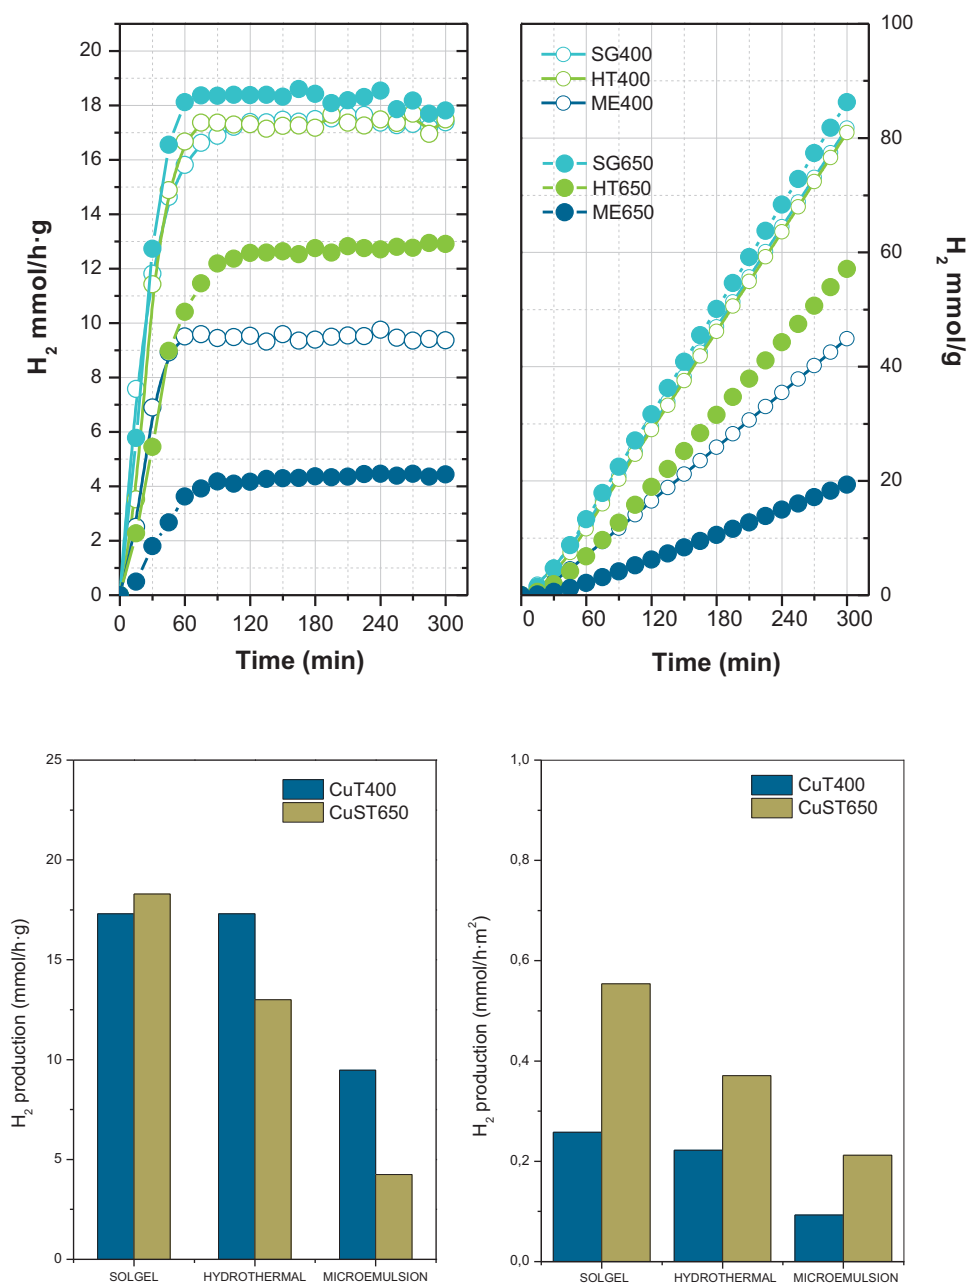 20
18
16
14
12
10
8
6
4
2
0
H2 mmol/h·g
0 60 120 180 240 300
Time (min)
SG400
HT400
ME400
SG650
HT650
ME650
100
80
60
40
20
0
H2 mmol/g
0 60 120 180 240 300
Time (min)
25
20
15
10
5
0
H2 production (mmol/h·g)
CuT400
CuST650
SOLGEL HYDROTHERMAL MICROEMULSION
1,0
0,8
0,6
0,4
0,2
0,0
H2 production (mmol/h·m²)
CuT400
CuST650
SOLGEL HYDROTHERMAL MICROEMULSION